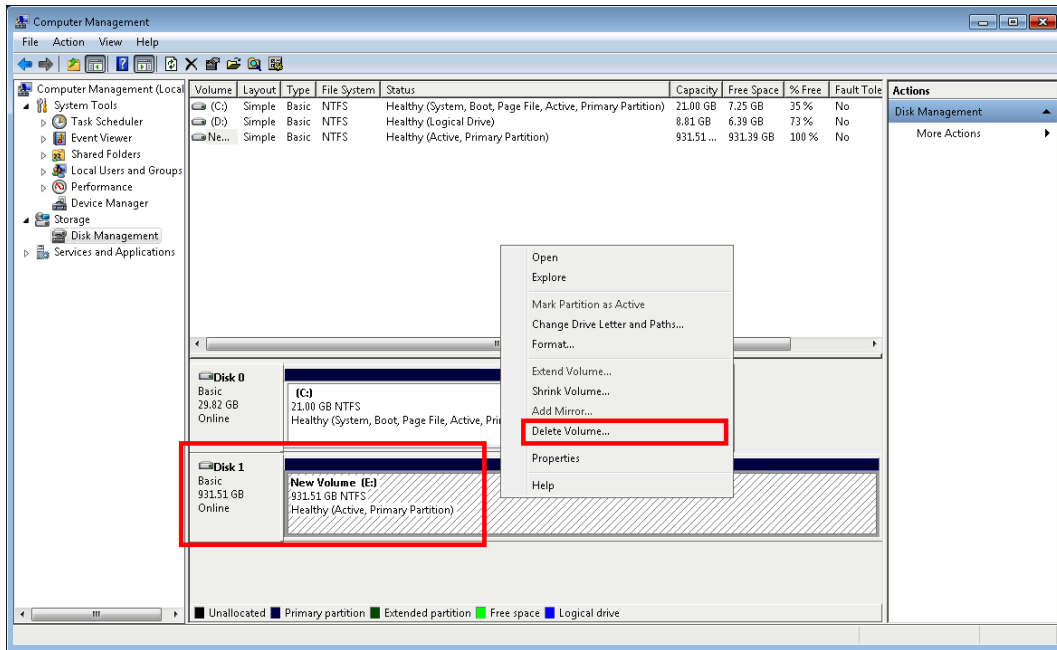 Computer Management
File Action View Help
Computer Management (Local
System Tools
Task Scheduler
Event Viewer
Shared Folders
Local Users and Groups
Performance
Device Manager
Storage
Disk Management
Services and Applications
Volume Layout Type File System Status Capacity Free Space % Free Fault Tole
(C:) Simple Basic NTFS Healthy (System, Boot, Page File, Active, Primary Partition) 21.00 GB 7.25 GB 35 % No
(D:) Simple Basic NTFS Healthy (Logical Drive) 8.81 GB 6.39 GB 73 % No
Ne... Simple Basic NTFS Healthy (Active, Primary Partition) 931.51 ... 931.39 GB 100 % No
Actions
Disk Management
More Actions
Open
Explore
Mark Partition as Active
Change Drive Letter and Paths...
Format...
Extend Volume...
Shrink Volume...
Add Mirror...
Delete Volume...
Properties
Help
Disk 0
Basic
29.82 GB
Online
(C:)
21.00 GB NTFS
Healthy (System, Boot, Page File, Active, Pri
Disk 1
Basic
931.51 GB
Online
New Volume (E:)
931.51 GB NTFS
Healthy (Active, Primary Partition)
Unallocated Primary partition Extended partition Free space Logical drive